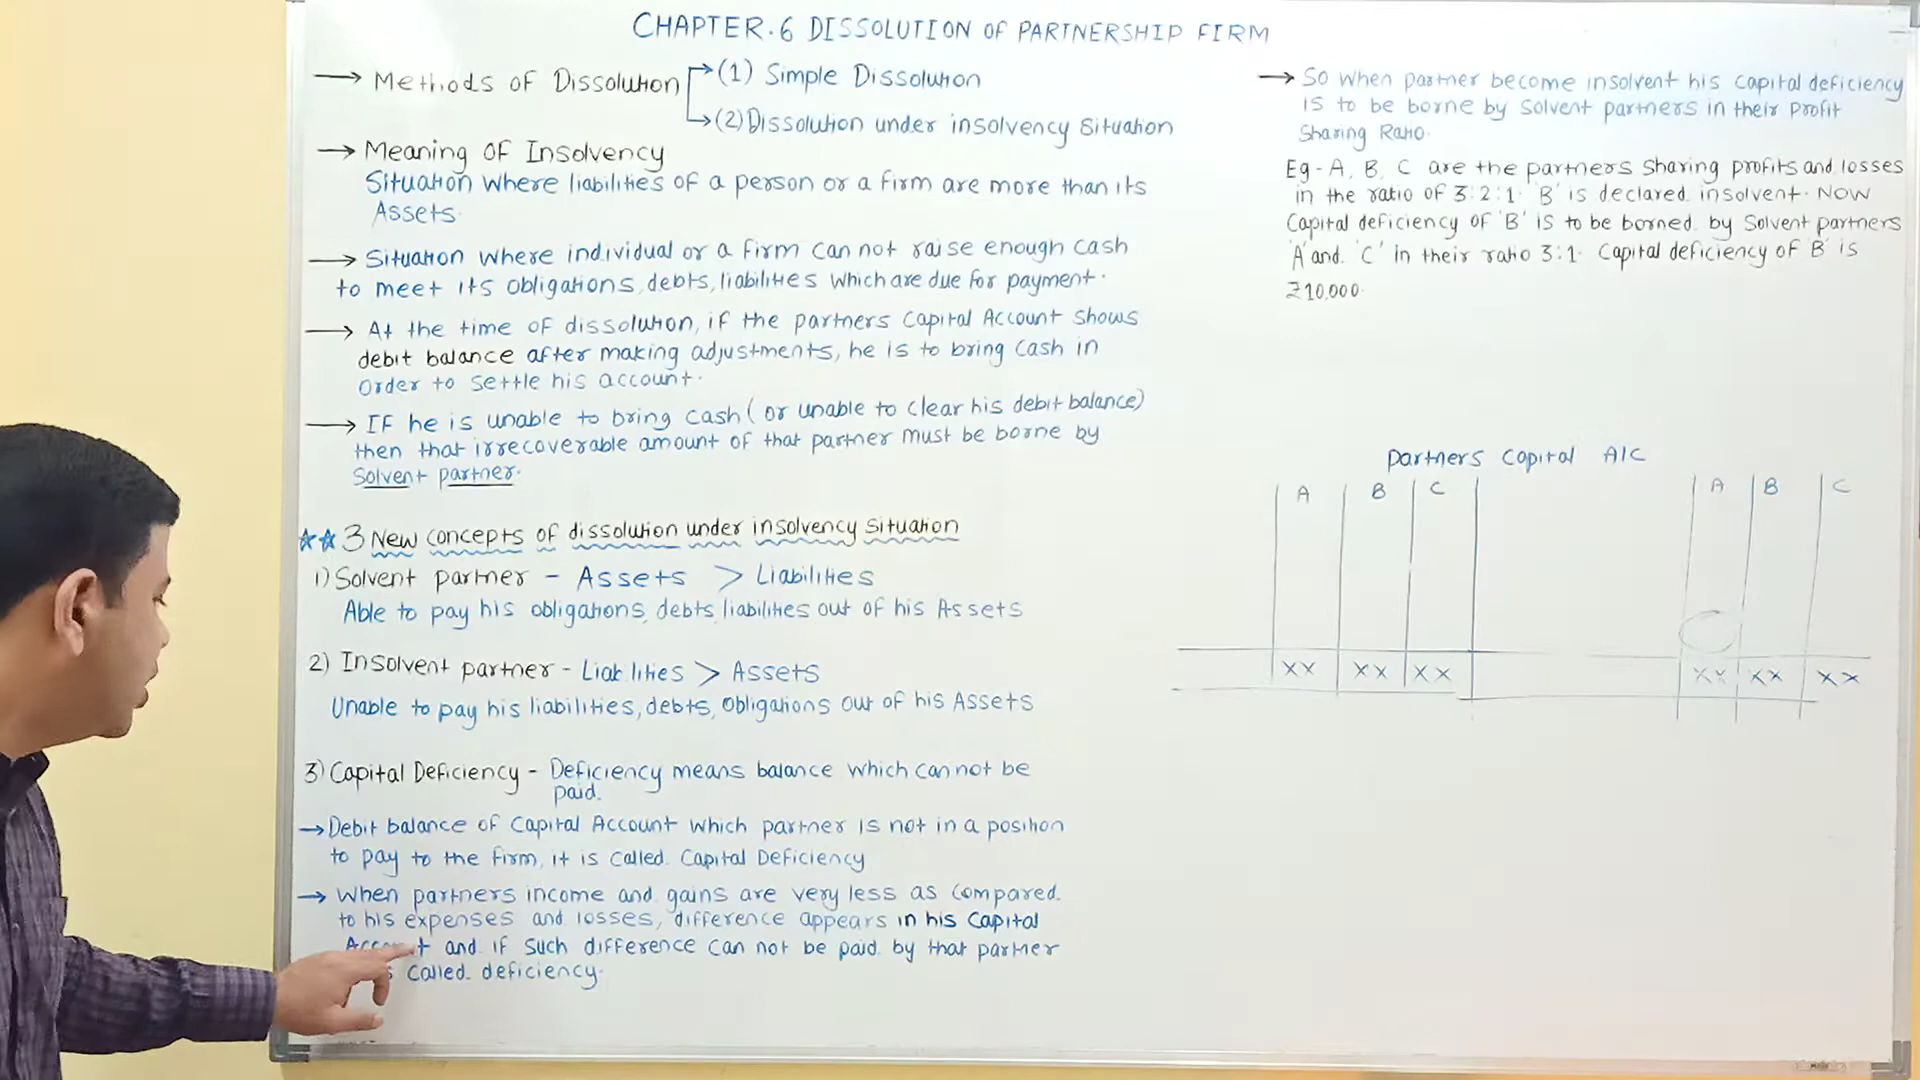 CHAPTER.6 DISSOLUTION OF PARTNERSHIP FIRM
→ Methods of Dissolution
→ (1) Simple Dissolution
→ (2) Dissolution under insolvency Situation
→ Meaning OF Insolvency
Situation where liabilities of a person or a firm are more than its
Assets.
→ Situation where individual or a firm can not raise enough cash
to meet its obligations, debts, liabilities which are due for payment.
→ At the time of dissolution, if the partners Capital Account shows
debit balance after making adjustments, he is to bring cash in
order to settle his account.
→ IF he is unable to bring cash (or unable to clear his debit balance)
then that irrecoverable amount of that partner must be borne by
Solvent partner.
☆☆ 3 New concepts of dissolution under insolvency situation
1) Solvent partner - Assets > Liabilities
Able to pay his obligations, debts, liabilities out of his Assets
2) Insolvent partner - Liabilities > Assets
Unable to pay his liabilities, debts, obligations out of his Assets
3) Capital Deficiency - Deficiency means balance which can not be
paid.
→ Debit balance of Capital Account which partner is not in a position
to pay to the firm, it is called Capital Deficiency
→ When partners income and gains are very less as compared
to his expenses and losses, difference appears in his Capital
and if such difference can not be paid by that partner
called deficiency.
→ So when partner become insolvent his capital deficiency
is to be borne by Solvent partners in their profit
Sharing Ratio.
Eg - A, B, C are the partners Sharing profits and losses
in the ratio of 3:2:1. 'B' is declared insolvent. Now
Capital deficiency of 'B' is to be borned by Solvent partners
'A' and 'C' in their ratio 3:1. Capital deficiency of 'B' is
₹10,000.
Partners Capital A/C
A B C A B C
XX XX XX XX XX XX